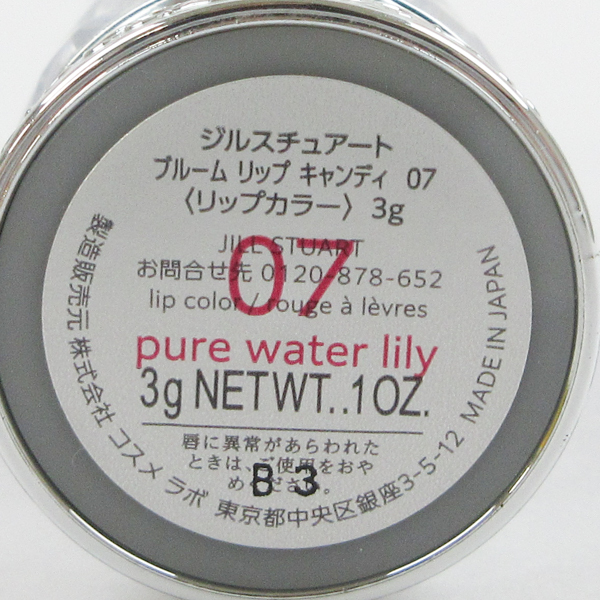 ジルスチュアート
ブルーム リップ キャンディ 07
〈リップカラー〉 3g
JILL STUART
07
お問合せ先 0120-878-652
lip color / rouge à lèvres
pure water lily
3g NETWT..1OZ.
唇に異常があらわれた
ときは、ご使用をおや
めください。
B3
製造販売元 株式会社 コスメ ラボ 東京都中央区銀座3-5-12 MADE IN JAPAN